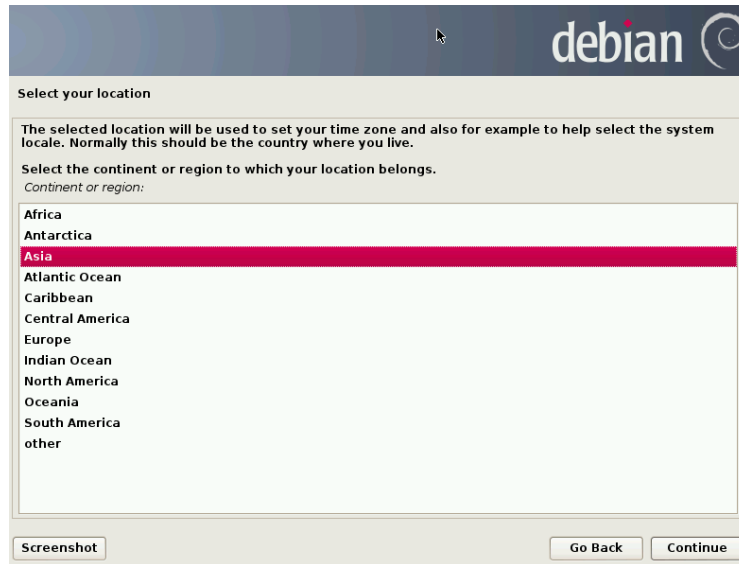 debian
Select your location
The selected location will be used to set your time zone and also for example to help select the system
locale. Normally this should be the country where you live.
Select the continent or region to which your location belongs.
Continent or region:
Africa
Antarctica
Asia
Atlantic Ocean
Caribbean
Central America
Europe
Indian Ocean
North America
Oceania
South America
other
Screenshot
Go Back
Continue